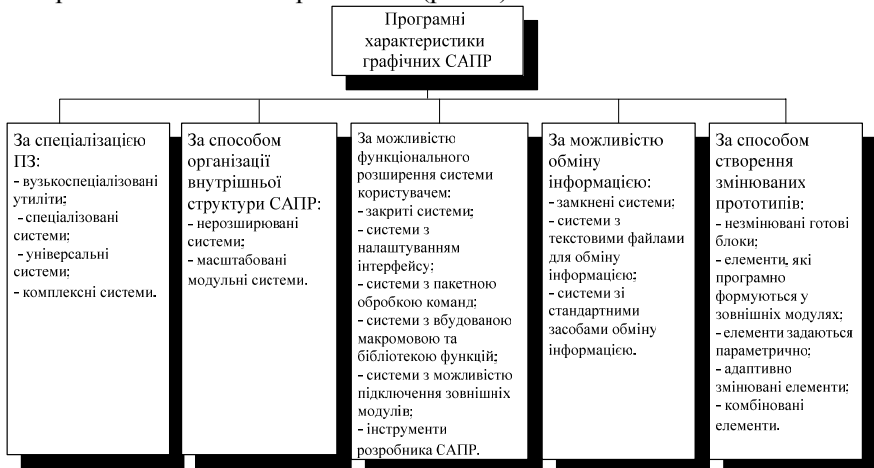 Програмні
характеристики
графічних САПР
За спеціалізацією
ПЗ:
- вузькоспеціалізовані
утиліти;
- спеціалізовані
системи;
- універсальні
системи;
- комплексні системи.
За способом
організації
внутрішньої
структури САПР:
- нерозширювані
системи;
- масштабовані
модульні системи.
За можливістю
функціонального
розширення системи
користувачем:
- закриті системи;
- системи з
налаштуванням
інтерфейсу;
- системи з пакетною
обробкою команд;
- системи з вбудованою
макромовою та
бібліотекою функцій;
- системи з можливістю
підключення зовнішніх
модулів;
- інструменти
розробника САПР.
За можливістю
обміну
інформацією:
- замкнені системи;
- системи з
текстовими файлами
для обміну
інформацією;
- системи зі
стандартними
засобами обміну
інформацією.
За способом
створення
змінюваних
прототипів:
- незмінювані готові
блоки;
- елементи, які
програмно
формуються у
зовнішніх модулях;
- елементи задаються
параметрично;
- адаптивно
змінювані елементи;
- комбіновані
елементи.